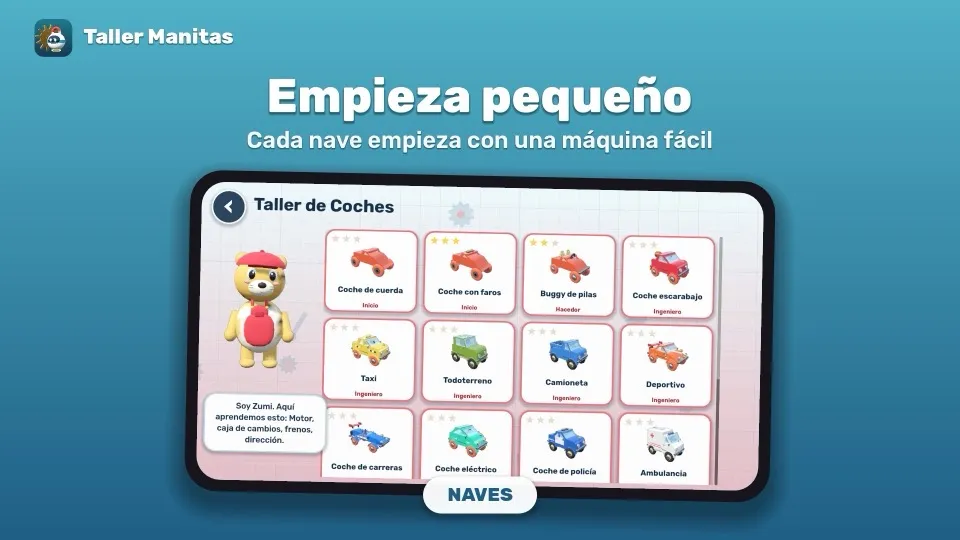 Taller Manitas
Empieza pequeño
Cada nave empieza con una máquina fácil
Taller de Coches
Coche de cuerda
Inicio
Coche con faros
Inicio
Buggy de pilas
Hacedor
Coche escarabajo
Ingeniero
Taxi
Ingeniero
Todoterreno
Ingeniero
Camioneta
Ingeniero
Deportivo
Ingeniero
Soy Zumi. Aquí
aprendemos esto: Motor,
caja de cambios, frenos,
dirección.
Coche de carreras
Coche eléctrico
Coche de policía
Ambulancia
NAVES